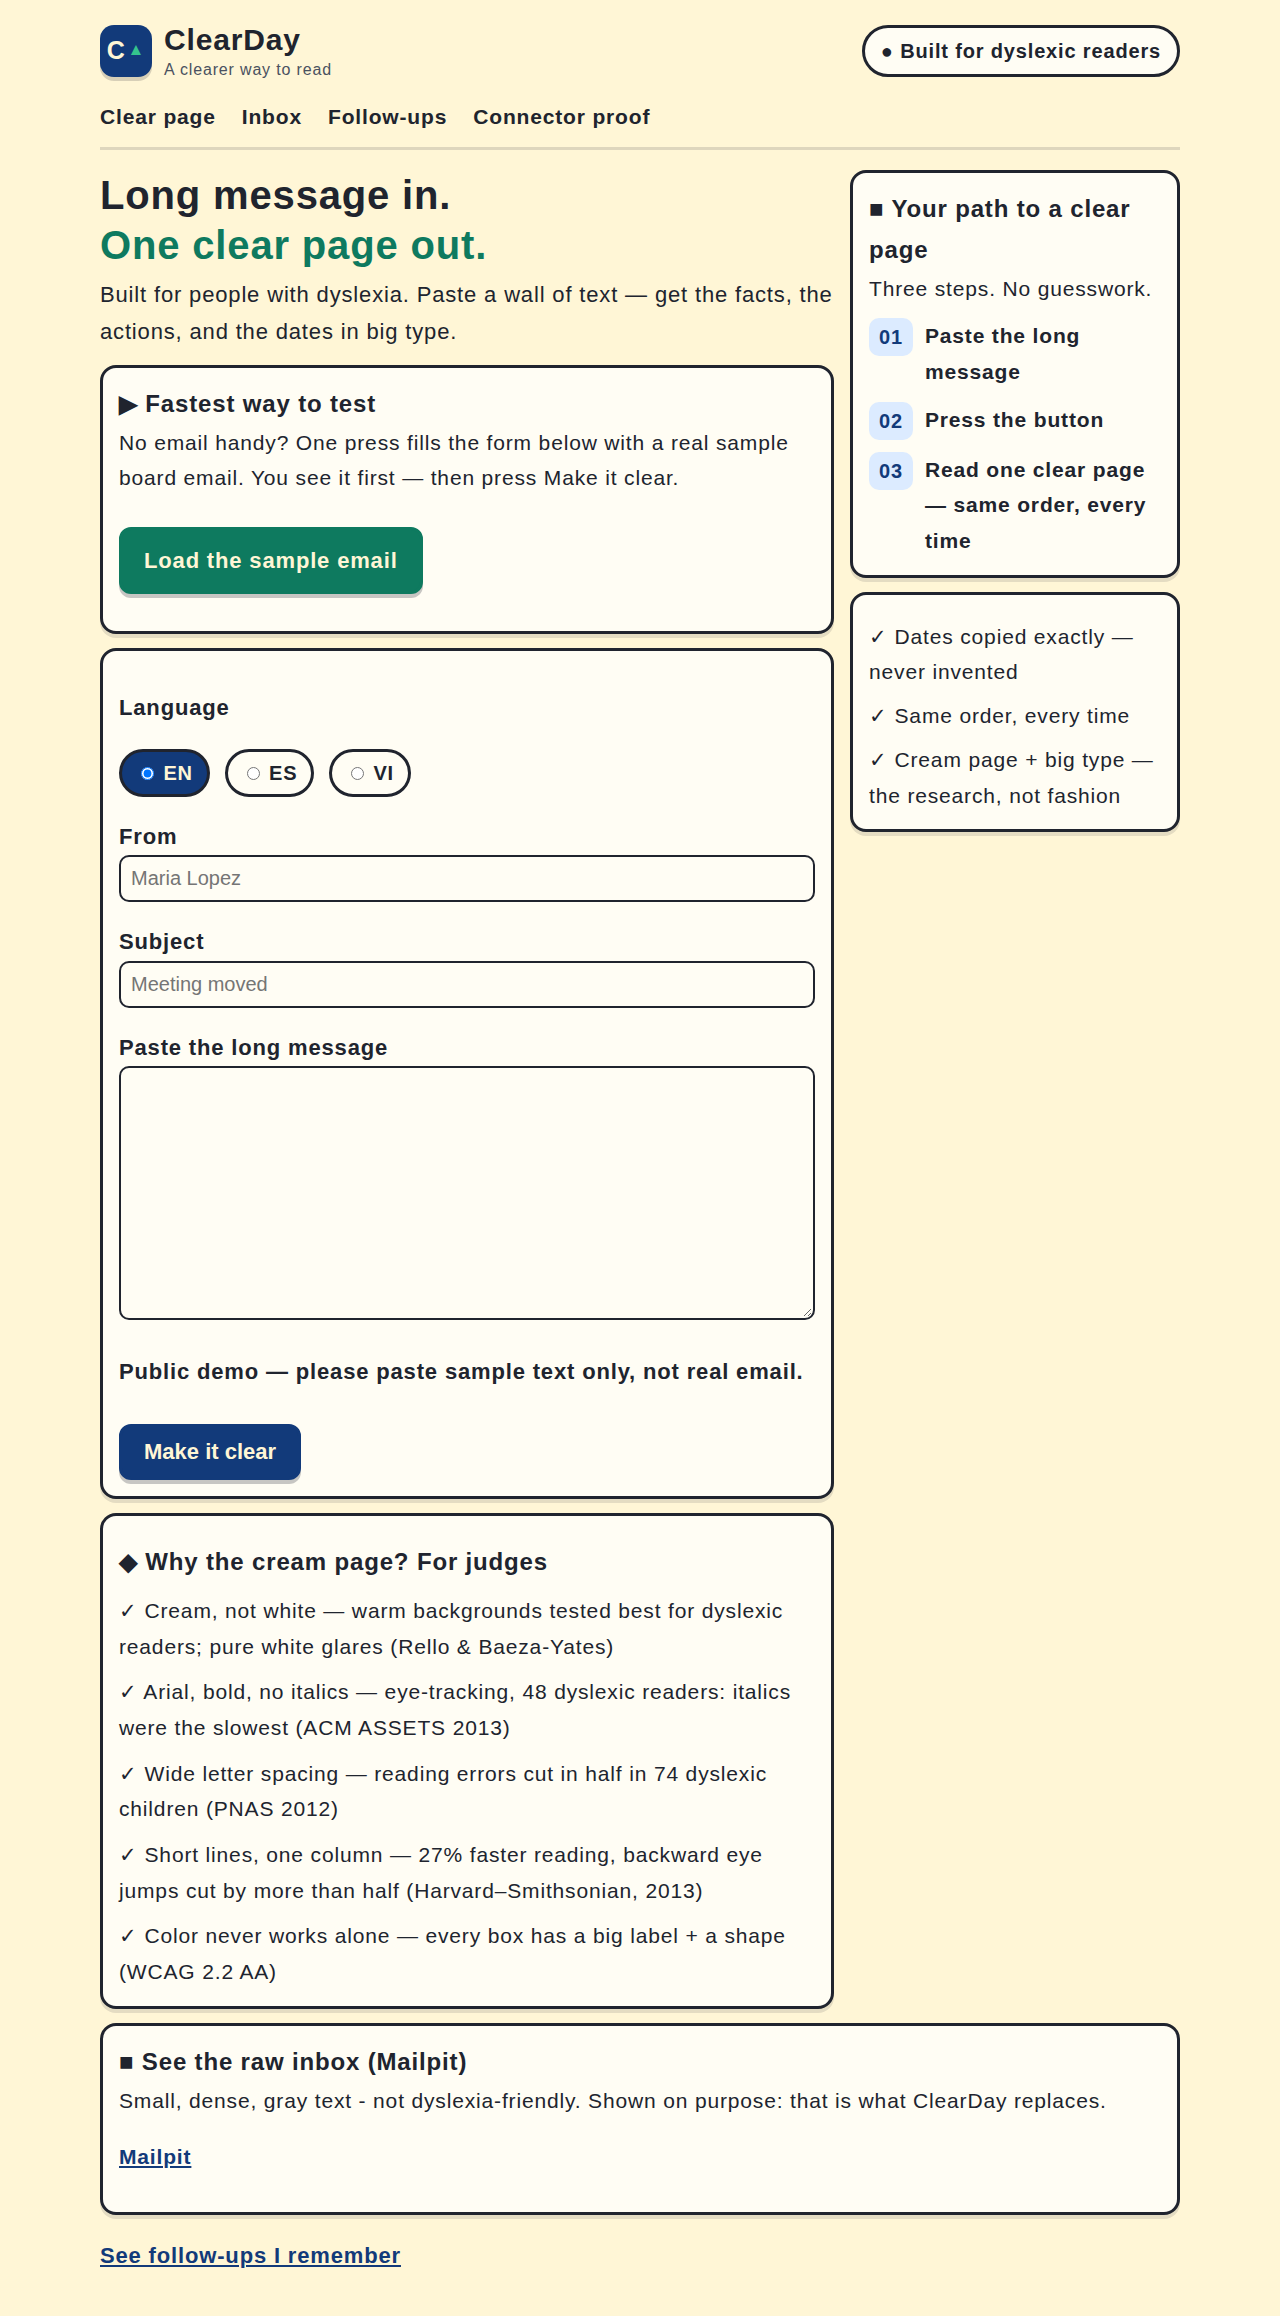 C▲
ClearDay
A clearer way to read
● Built for dyslexic readers
Clear page Inbox Follow-ups Connector proof
Long message in.
One clear page out.
Built for people with dyslexia. Paste a wall of text — get the facts, the
actions, and the dates in big type.
▶ Fastest way to test
No email handy? One press fills the form below with a real sample
board email. You see it first — then press Make it clear.
Load the sample email
Language
EN ES VI
From
Maria Lopez
Subject
Meeting moved
Paste the long message
Public demo — please paste sample text only, not real email.
Make it clear
◆ Why the cream page? For judges
✓ Cream, not white — warm backgrounds tested best for dyslexic
readers; pure white glares (Rello & Baeza-Yates)
✓ Arial, bold, no italics — eye-tracking, 48 dyslexic readers: italics
were the slowest (ACM ASSETS 2013)
✓ Wide letter spacing — reading errors cut in half in 74 dyslexic
children (PNAS 2012)
✓ Short lines, one column — 27% faster reading, backward eye
jumps cut by more than half (Harvard–Smithsonian, 2013)
✓ Color never works alone — every box has a big label + a shape
(WCAG 2.2 AA)
■ Your path to a clear
page
Three steps. No guesswork.
01 Paste the long
message
02 Press the button
03 Read one clear page
— same order, every
time
✓ Dates copied exactly —
never invented
✓ Same order, every time
✓ Cream page + big type —
the research, not fashion
■ See the raw inbox (Mailpit)
Small, dense, gray text - not dyslexia-friendly. Shown on purpose: that is what ClearDay replaces.
Mailpit
See follow-ups I remember